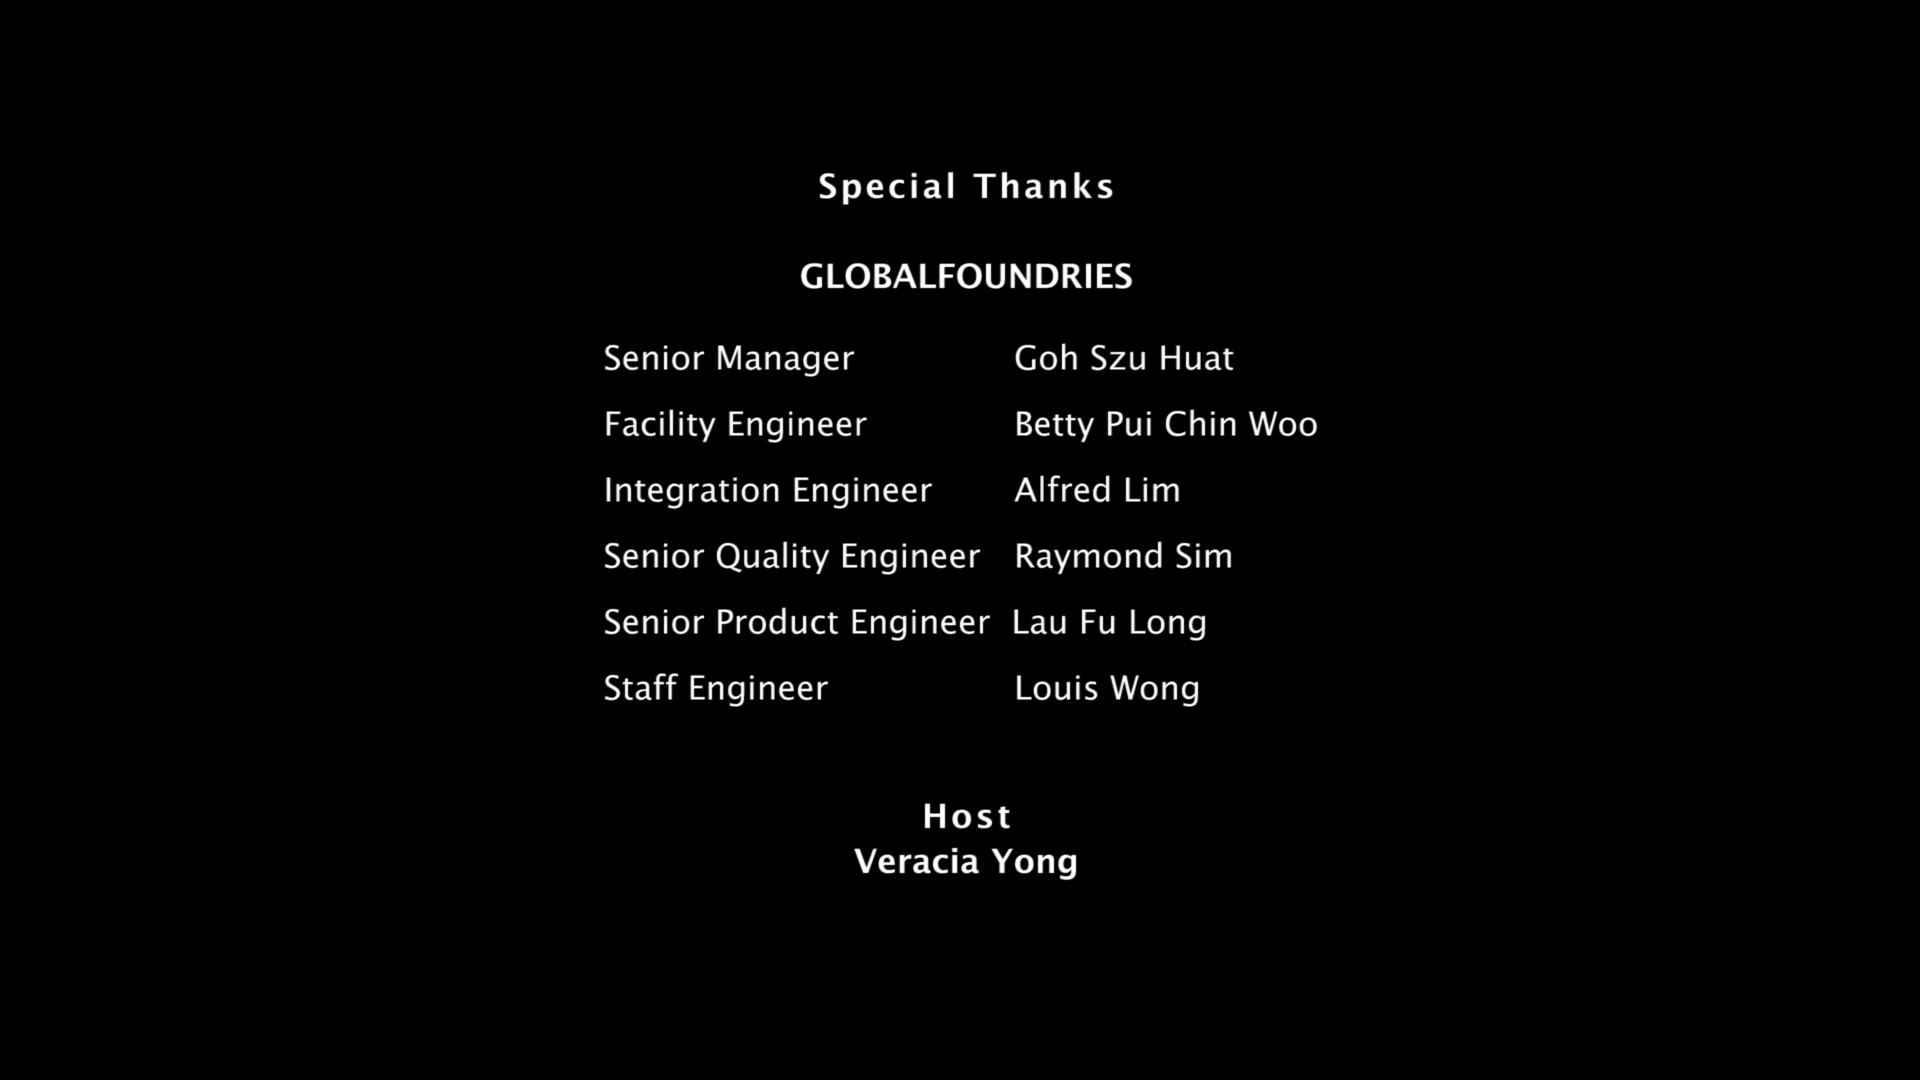 Special Thanks
GLOBALFOUNDRIES
Senior Manager Goh Szu Huat
Facility Engineer Betty Pui Chin Woo
Integration Engineer Alfred Lim
Senior Quality Engineer Raymond Sim
Senior Product Engineer Lau Fu Long
Staff Engineer Louis Wong
Host
Veracia Yong